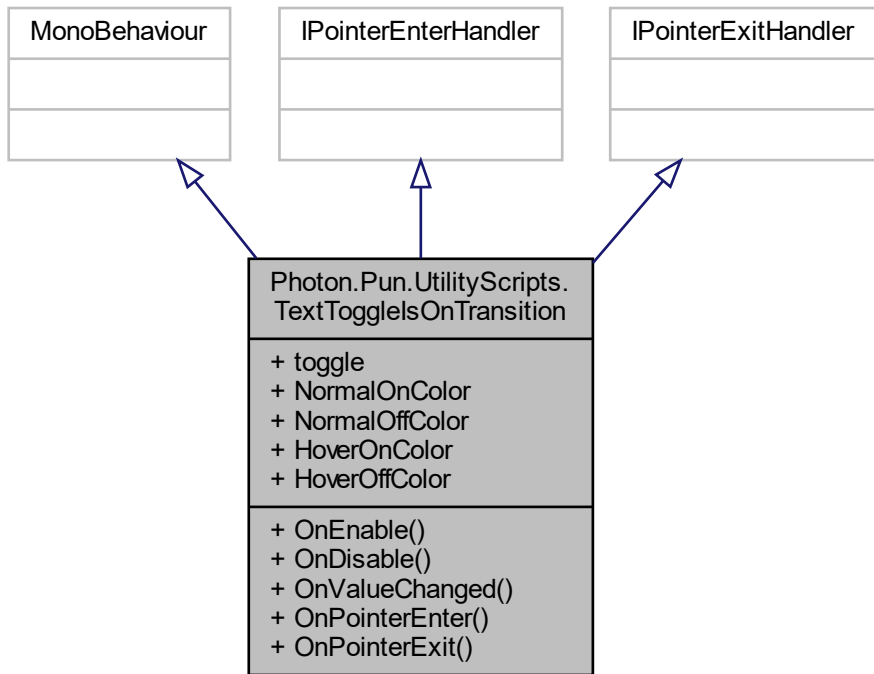 MonoBehaviour
IPointerEnterHandler
IPointerExitHandler
Photon.Pun.UtilityScripts.
TextToggleIsOnTransition
+ toggle
+ NormalOnColor
+ NormalOffColor
+ HoverOnColor
+ HoverOffColor
+ OnEnable()
+ OnDisable()
+ OnValueChanged()
+ OnPointerEnter()
+ OnPointerExit()